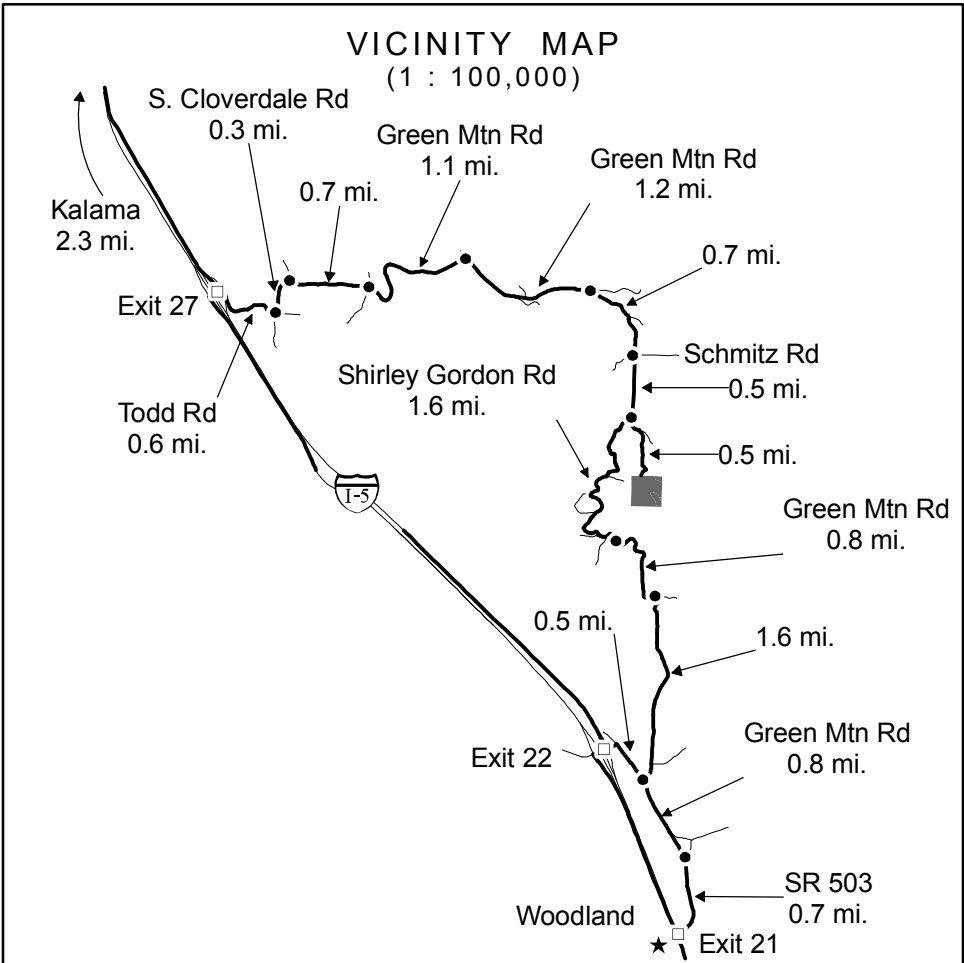 VICINITY MAP
(1 : 100,000)
S. Cloverdale Rd
0.3 mi.
Green Mtn Rd
1.1 mi.
Green Mtn Rd
1.2 mi.
0.7 mi.
Kalama
2.3 mi.
0.7 mi.
Exit 27
Schmitz Rd
Shirley Gordon Rd
1.6 mi.
0.5 mi.
Todd Rd
0.6 mi.
0.5 mi.
I-5
Green Mtn Rd
0.8 mi.
0.5 mi.
1.6 mi.
Green Mtn Rd
0.8 mi.
Exit 22
SR 503
0.7 mi.
Woodland
Exit 21